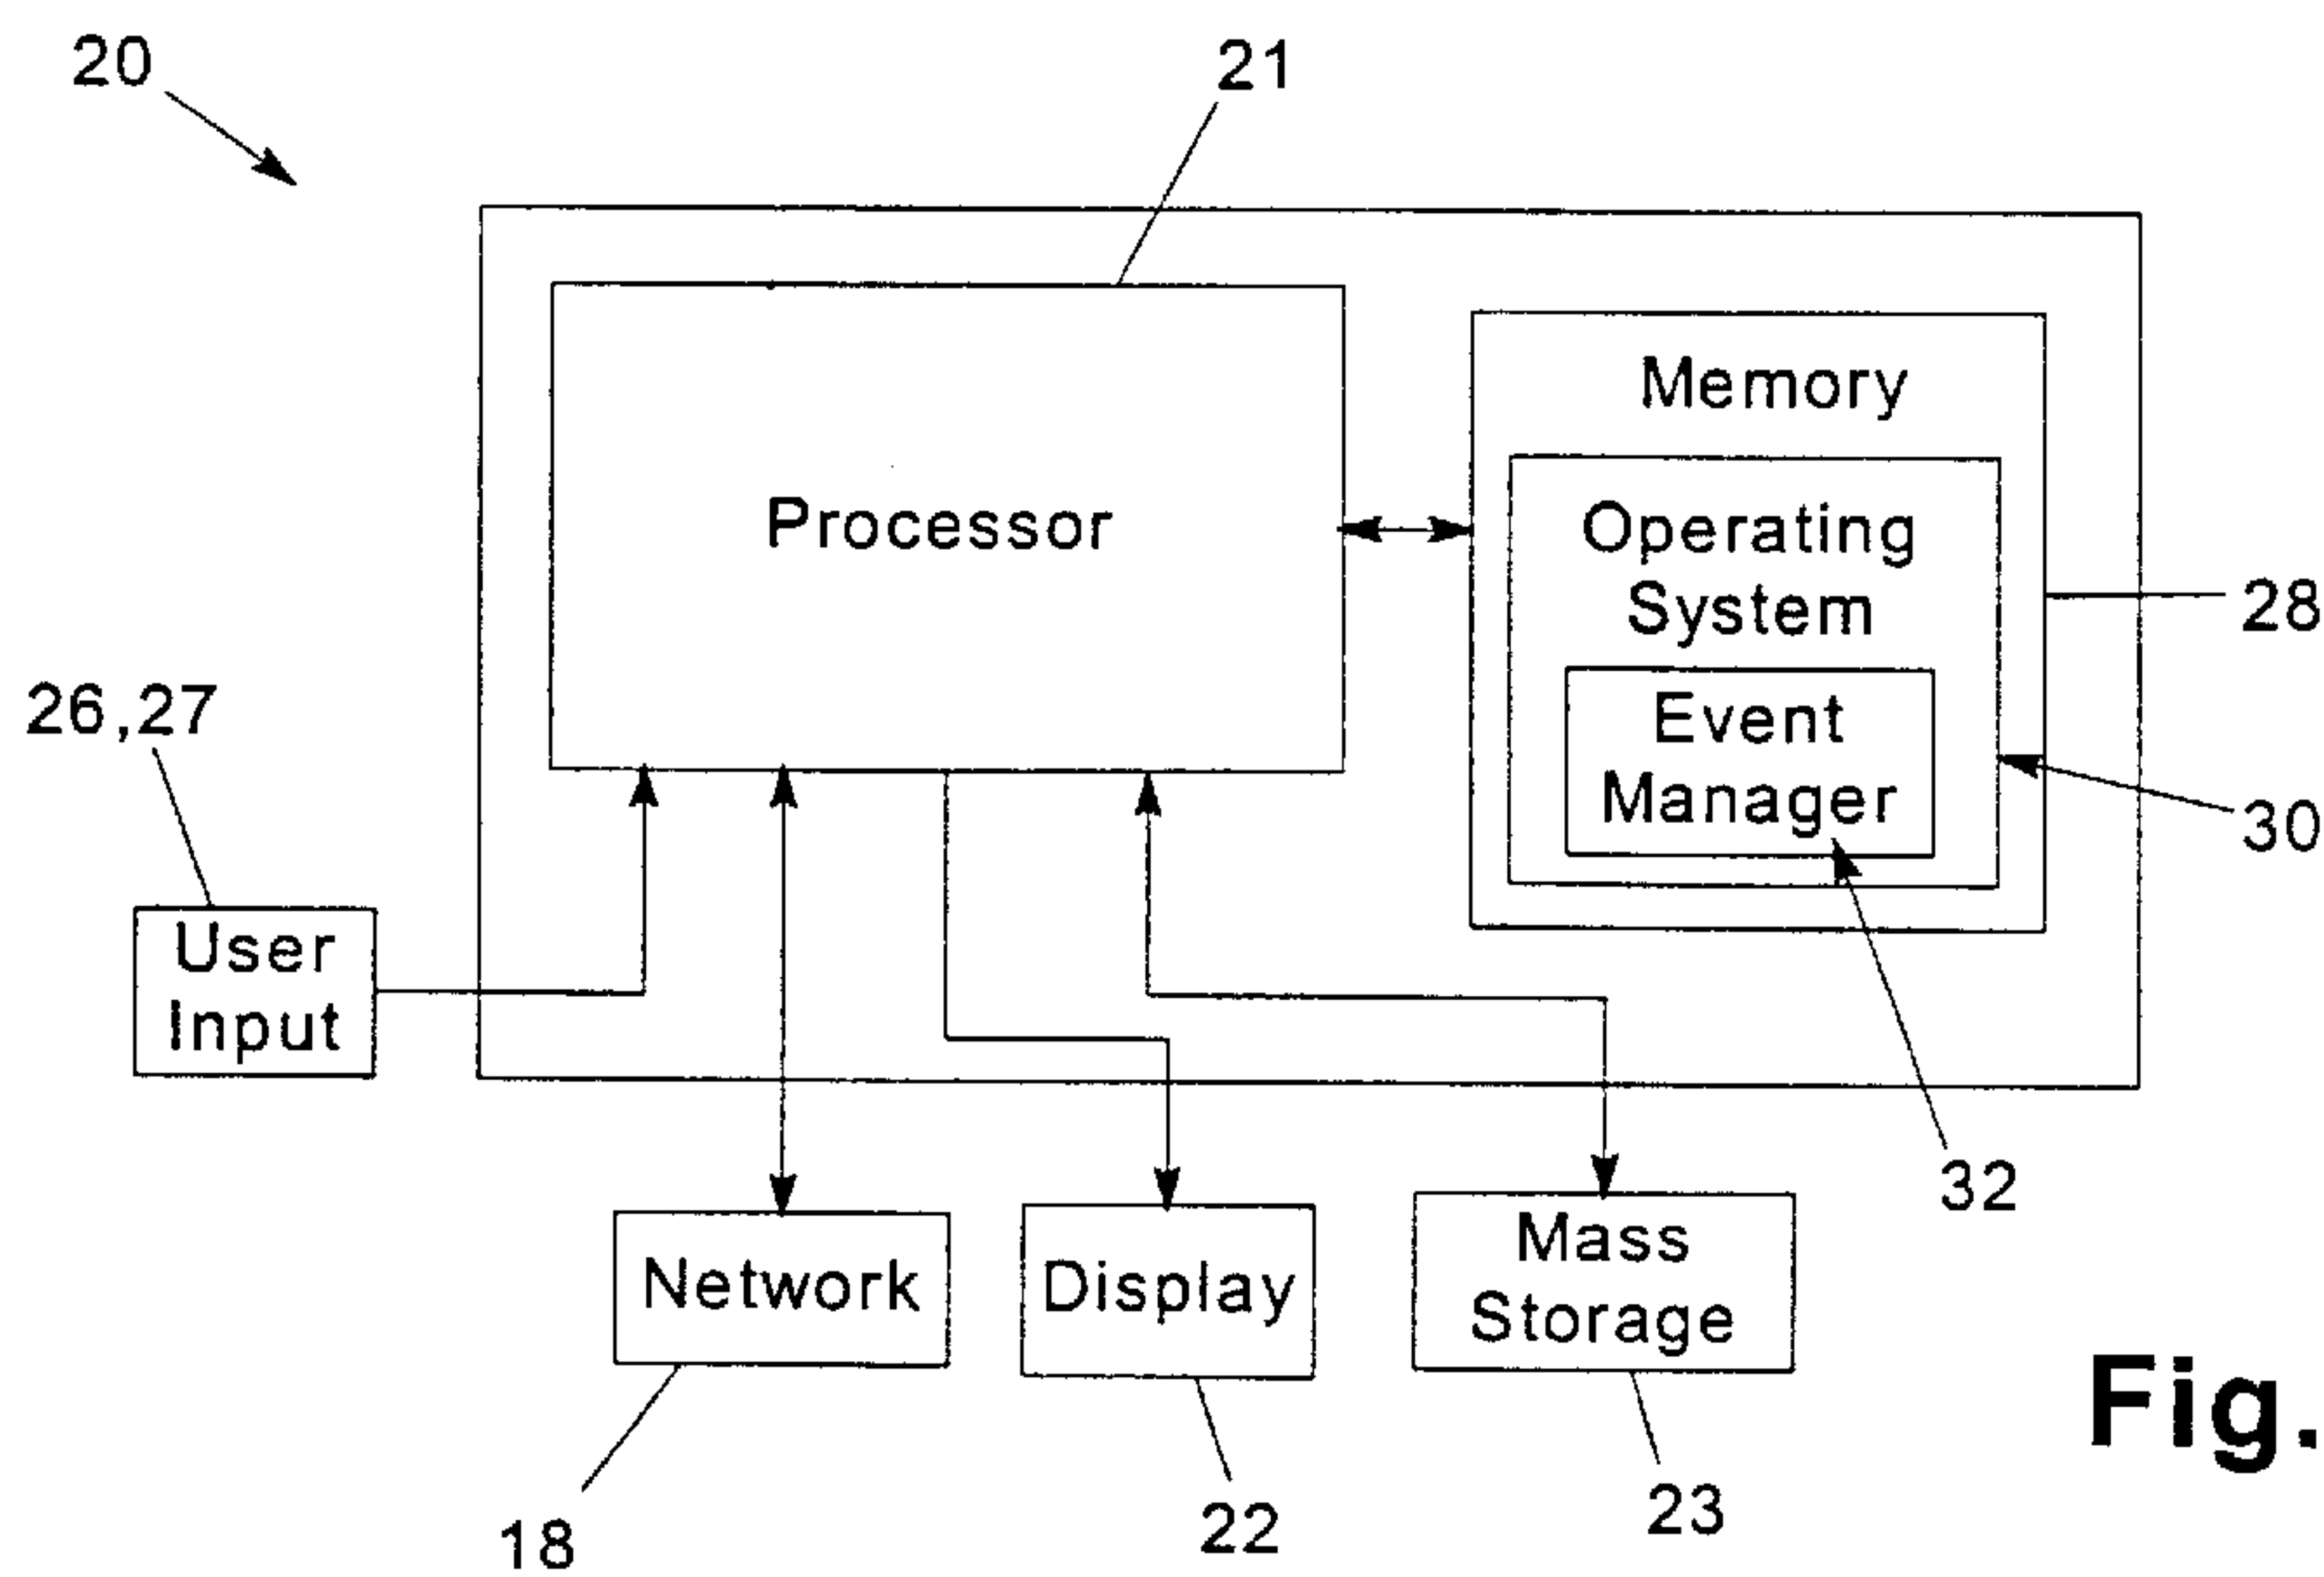 20
21
Memory
Processor
Operating
System
28
Event
Manager
26,27
30
User
Input
32
Network
Display
Mass
Storage
Fig.
18
22
23